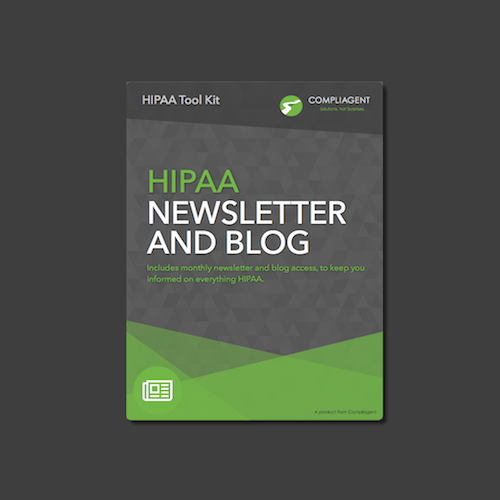 HIPAA Tool Kit
COMPLIAGENT
Solutions. Not Surprises.
HIPAA
NEWSLETTER
AND BLOG
Includes monthly newsletter and blog access, to keep you
informed on everything HIPAA.
A product from Compliagent